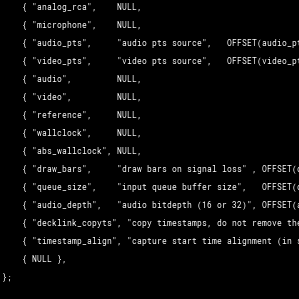 { "analog_rca",    NULL,
{ "microphone",    NULL,
{ "audio_pts",     "audio pts source",   OFFSET(audio_pt
{ "video_pts",     "video pts source",   OFFSET(video_pt
{ "audio",         NULL,
{ "video",         NULL,
{ "reference",     NULL,
{ "wallclock",     NULL,
{ "abs_wallclock", NULL,
{ "draw_bars",     "draw bars on signal loss" , OFFSET(d
{ "queue_size",    "input queue buffer size",   OFFSET(
{ "audio_depth",   "audio bitdepth (16 or 32)", OFFSET(a
{ "decklink_copyts", "copy timestamps, do not remove the
{ "timestamp_align", "capture start time alignment (in s
{ NULL },
};